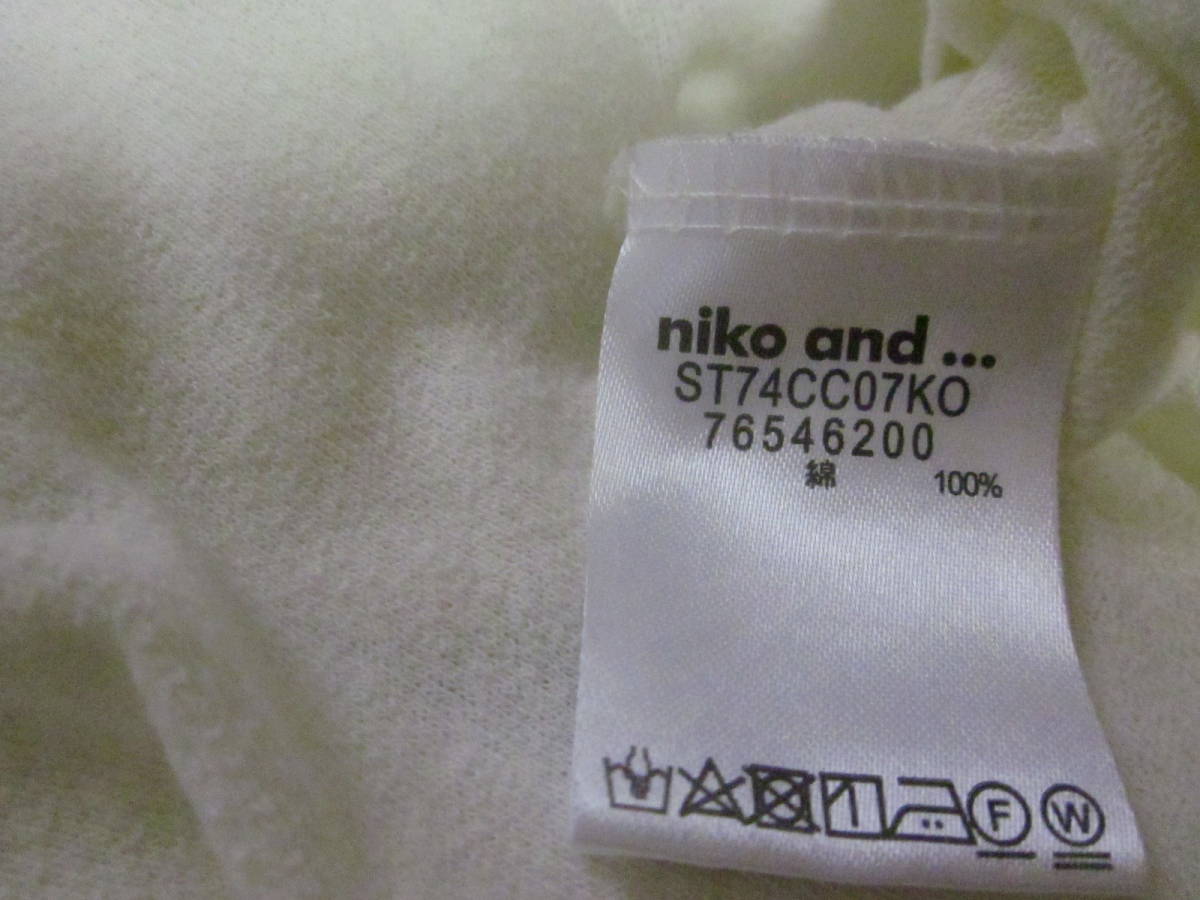 niko and ...
ST74CC07KO
76546200
綿 100%
F W